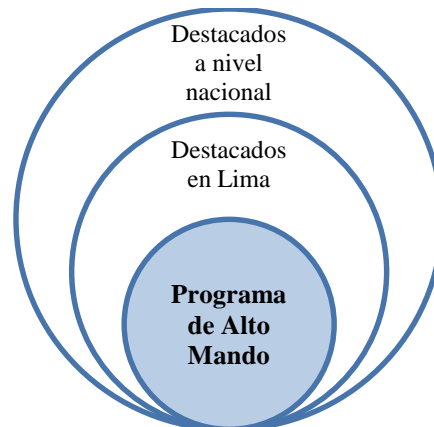 Destacados
a nivel
nacional
Destacados
en Lima
Programa
de Alto
Mando